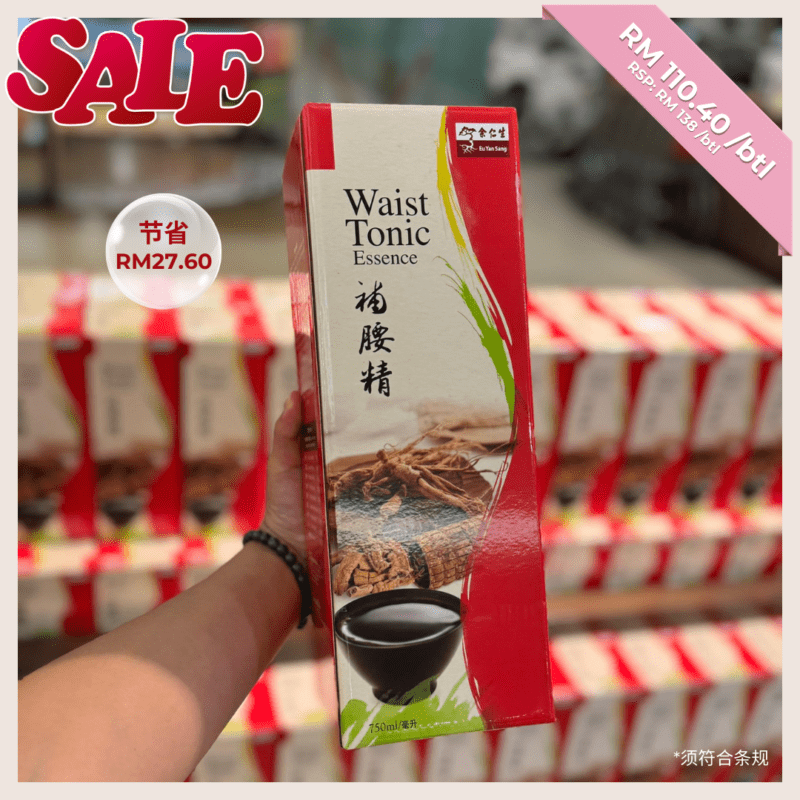 SALE
RM 110.40 /btl
RSP: RM 138 /btl
节省
RM27.60
余仁生
Eu Yan Sang
Waist
Tonic
Essence
补腰精
750ml/毫升
*须符合条规